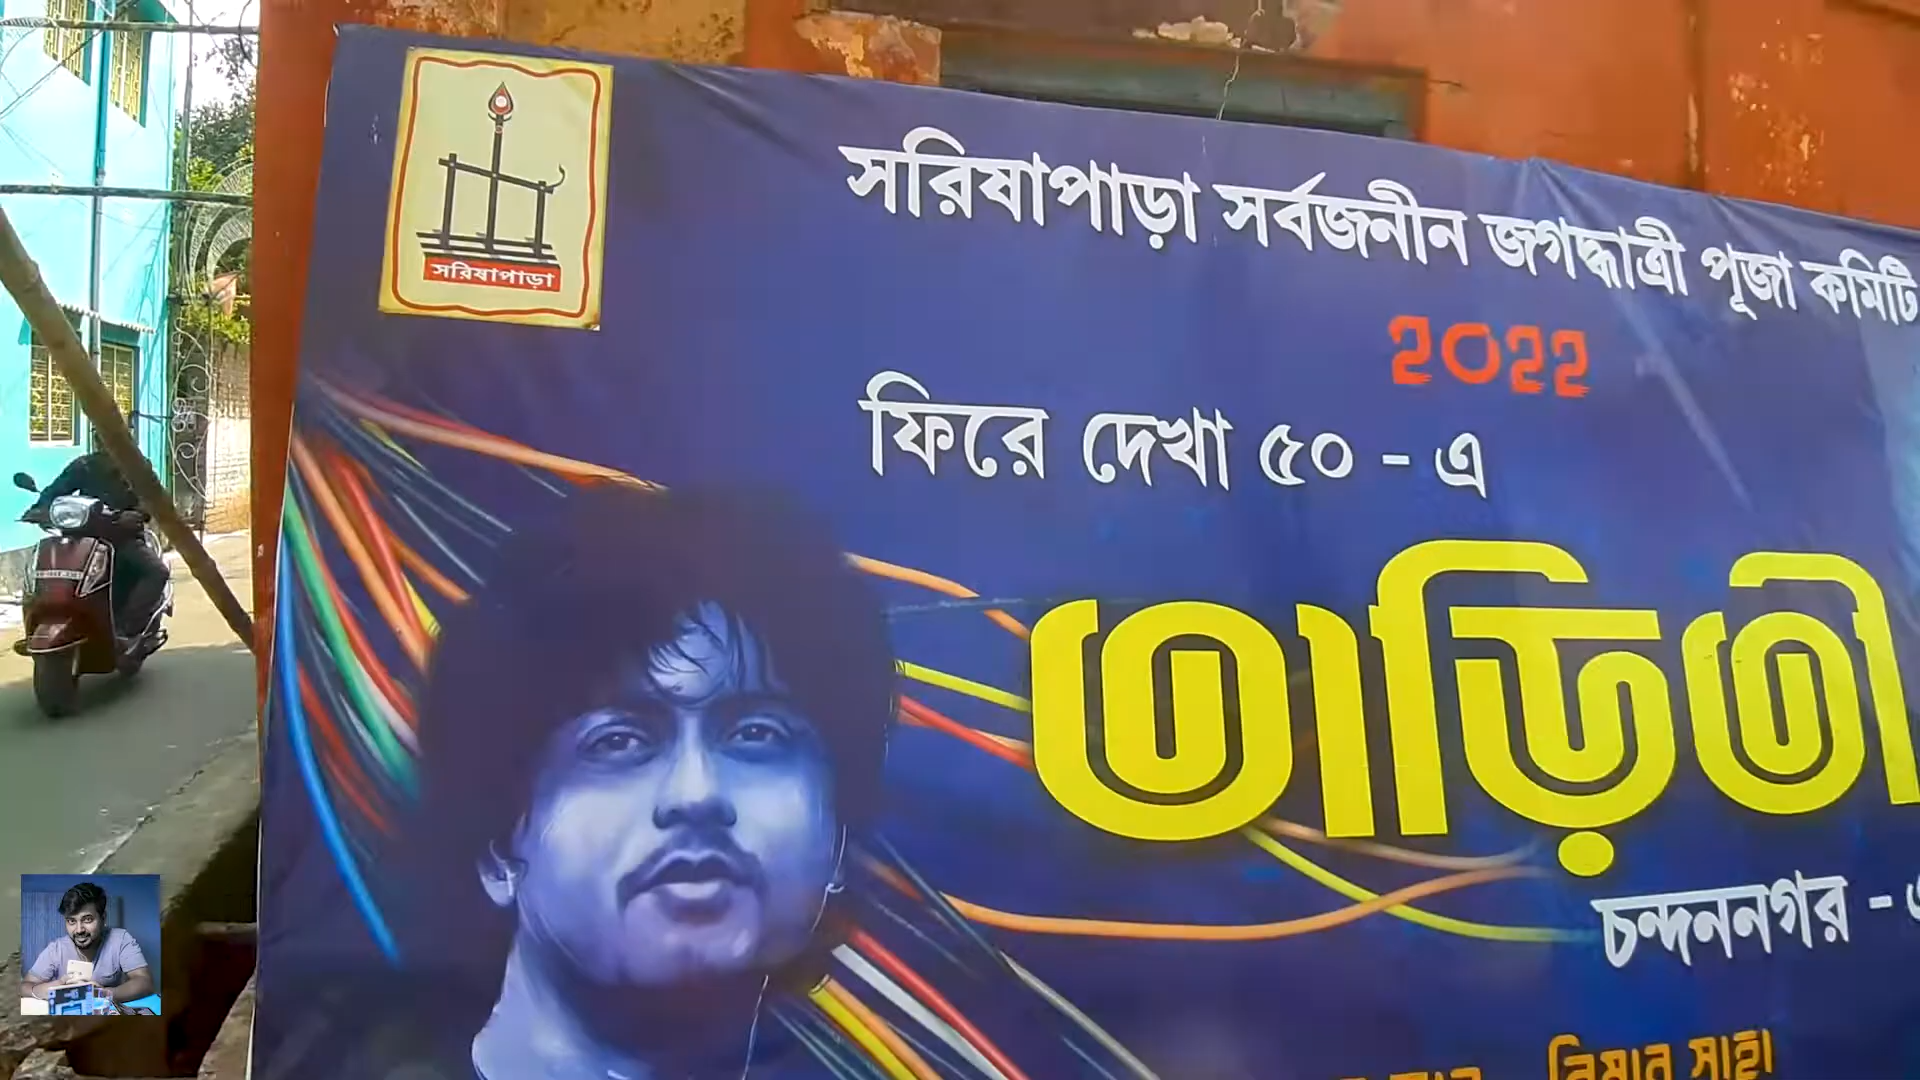 সরিষাপাড়া
সরিষাপাড়া সর্বজনীন জগদ্ধাত্রী পূজা কমিটি
2022
ফিরে দেখা ৫০ - এ
তাড়িতী
চন্দননগর -
সাহা